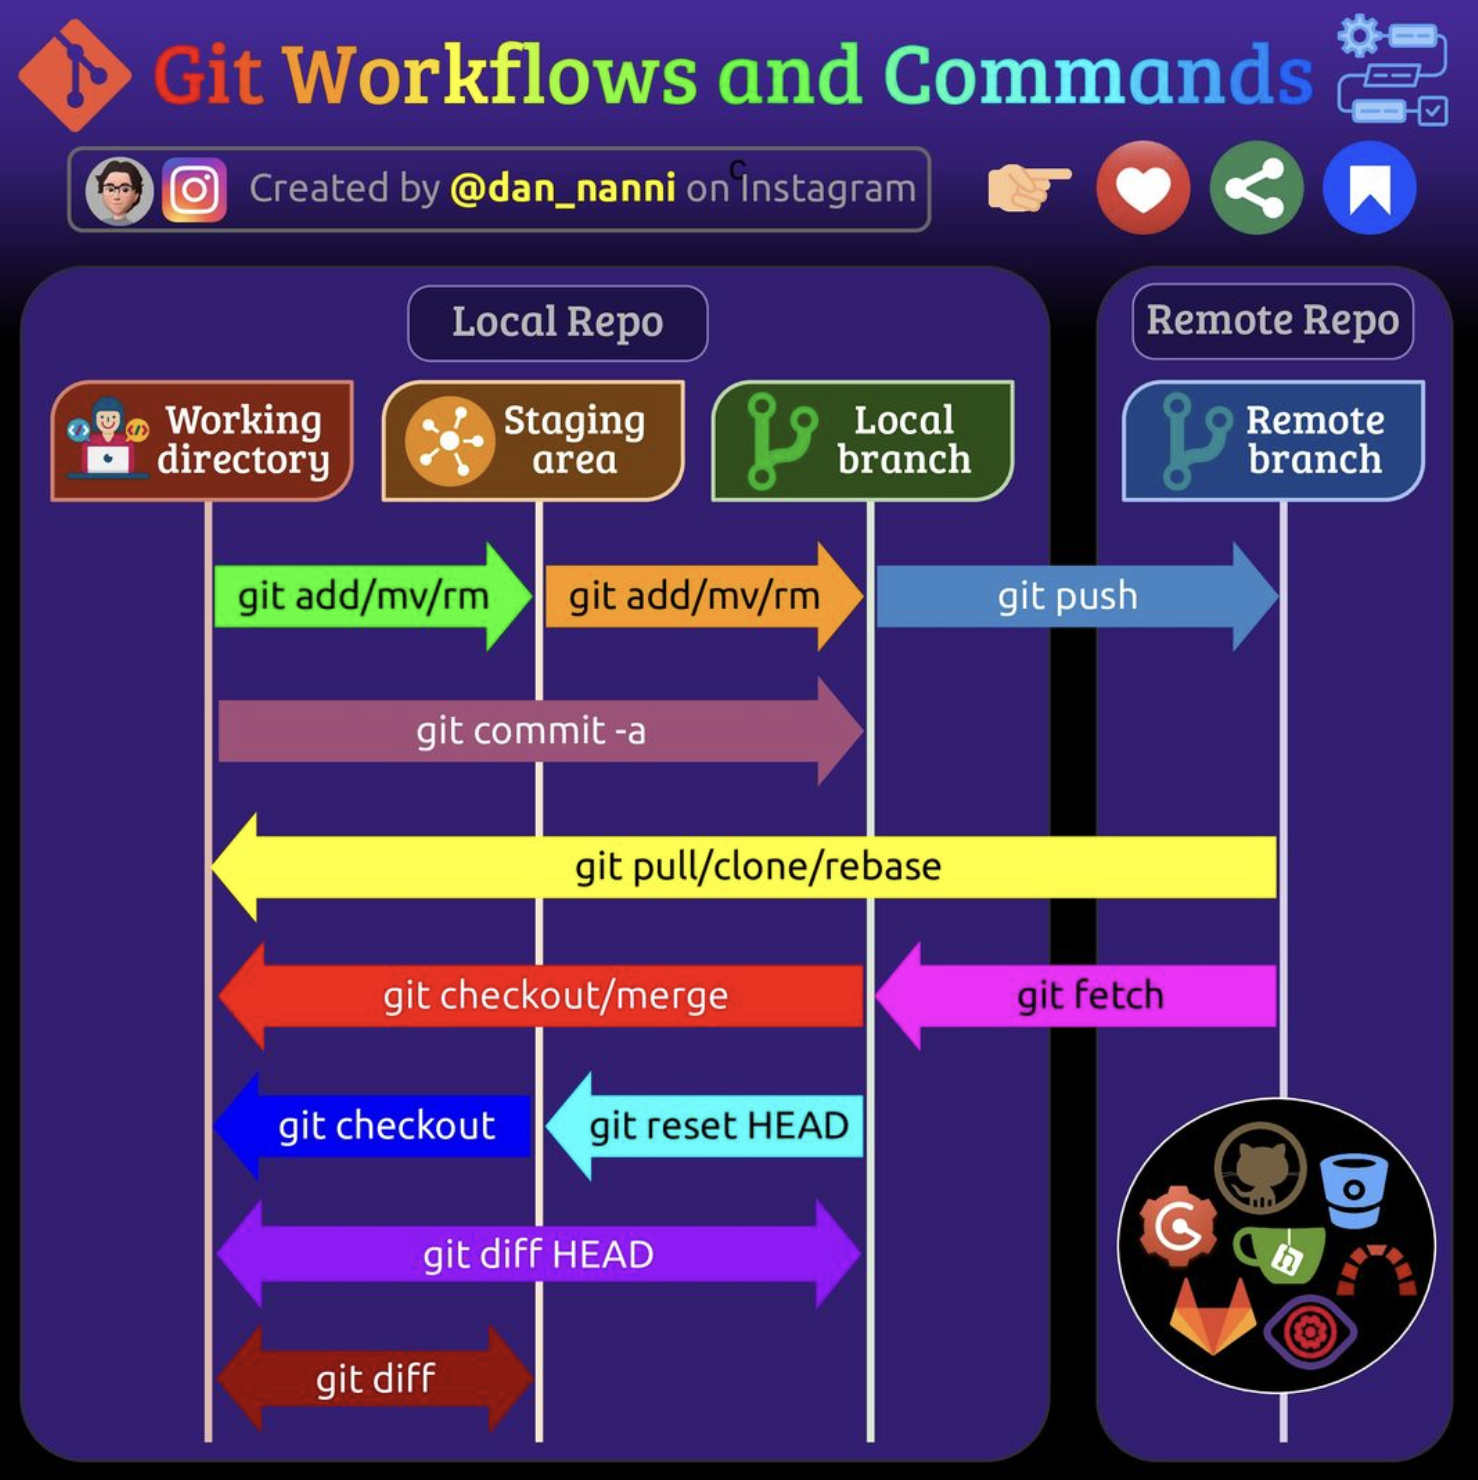 Git Workflows and Commands
c
Created by @dan_nanni on Instagram
Local Repo
Remote Repo
Working
directory
Staging
area
Local
branch
Remote
branch
git add/mv/rm
git add/mv/rm
git push
git commit -a
git pull/clone/rebase
git checkout/merge
git fetch
git checkout
git reset HEAD
git diff HEAD
git diff